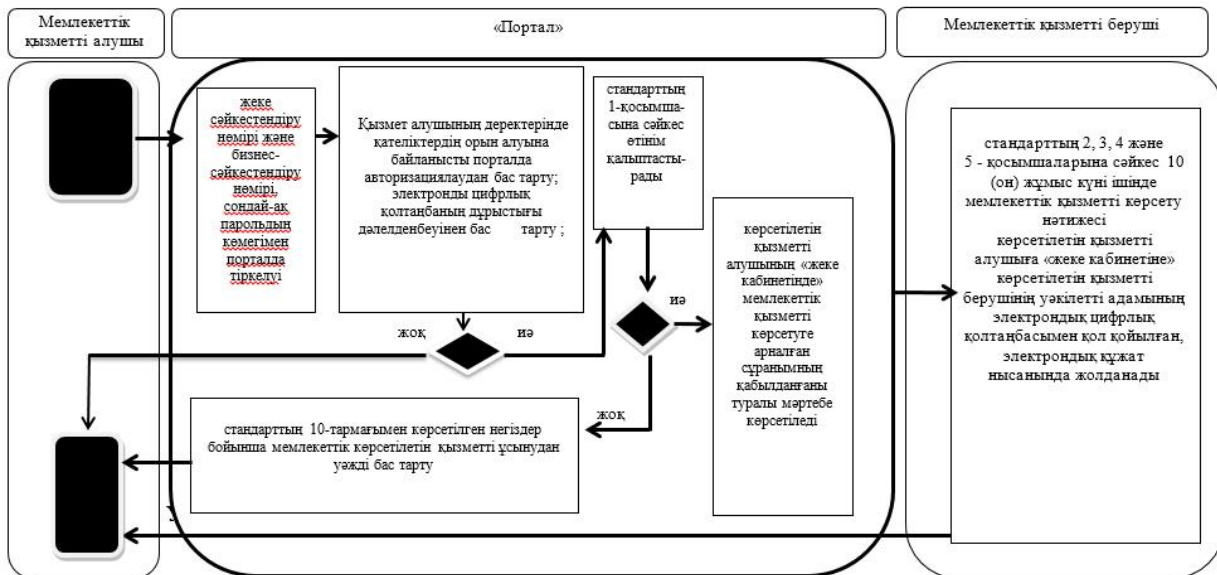 Мемлекеттік
қызметті алушы
«Портал»
Мемлекеттік қызметті беруші
жеке
сәйкестендіру
нөмірі және
бизнес-
сәйкестендіру
нөмірі,
сондай-ақ
парольдың
көмегімен
порталда
тіркелуі
Қызмет алушының деректерінде
қателіктердің орын алуына
байланысты порталда
авторизациялаудан бас тарту;
электронды цифрлық
қолтаңбаның дұрыстығы
дәлелденбеуінен бас тарту ;
стандарттың
1-қосымша-
сына сәйкес
өтінім
қалыптасты-
рады
жоқ
иә
иә
жоқ
көрсетілетін
қызметті
алушының «жеке
кабинетінде»
мемлекеттік
қызметті
көрсетуге
арналған
сұранымның
қабылданғаны
туралы мәртебе
көрсетіледі
стандарттың 10-тармағымен көрсетілген негіздер
бойынша мемлекеттік көрсетілетін қызметті ұсынудан
уәжді бас тарту
стандарттың 2, 3, 4 және
5 - қосымшаларына сәйкес 10
(он) жұмыс күні ішінде
мемлекеттік қызметті көрсету
нәтижесі
көрсетілетін қызметті
алушыға «жеке кабинетіне»
көрсетілетін қызметті
берушінің уәкілетті адамының
электрондық цифрлық
қолтаңбасымен қол қойылған,
электрондық құжат
нысанында жолданады